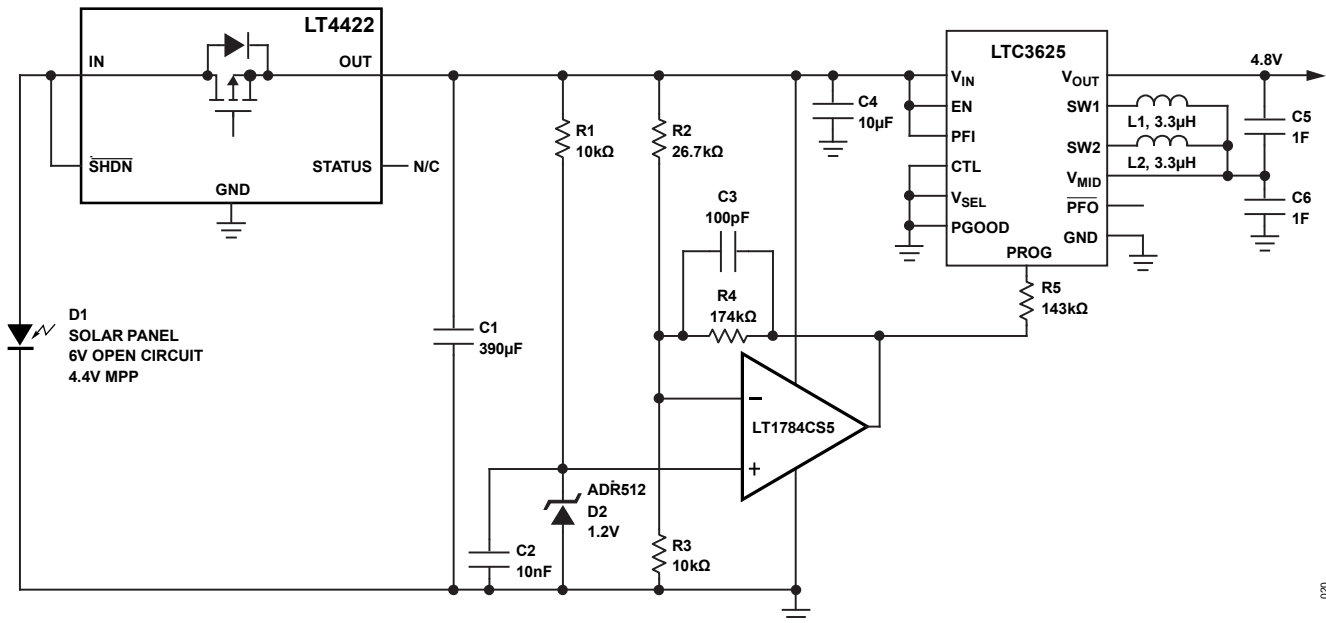 LT4422
IN
OUT
SHDN
STATUS
N/C
GND
D1
SOLAR PANEL
6V OPEN CIRCUIT
4.4V MPP
C1
390µF
R1
10kΩ
R2
26.7kΩ
C3
100pF
R4
174kΩ
LT1784CS5
−
+
ADR512
D2
1.2V
C2
10nF
R3
10kΩ
C4
10µF
LTC3625
VIN
EN
PFI
CTL
VSEL
PGOOD
PROG
VOUT
SW1
SW2
VMID
PFO
GND
4.8V
L1, 3.3µH
L2, 3.3µH
C5
1F
C6
1F
R5
143kΩ
020